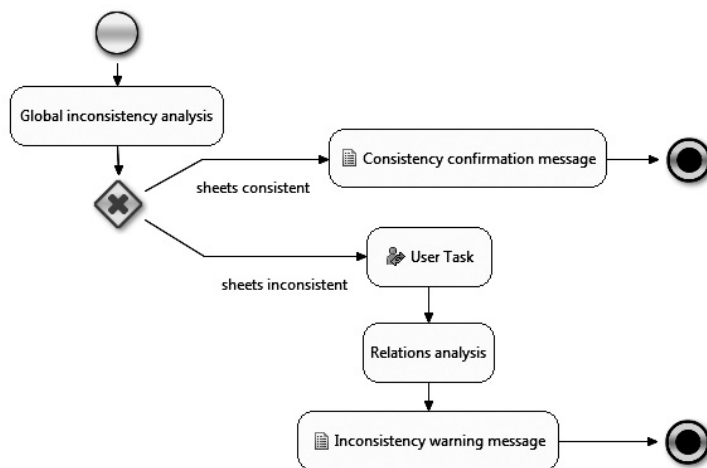 Global inconsistency analysis
Consistency confirmation message
sheets consistent
User Task
sheets inconsistent
Relations analysis
Inconsistency warning message